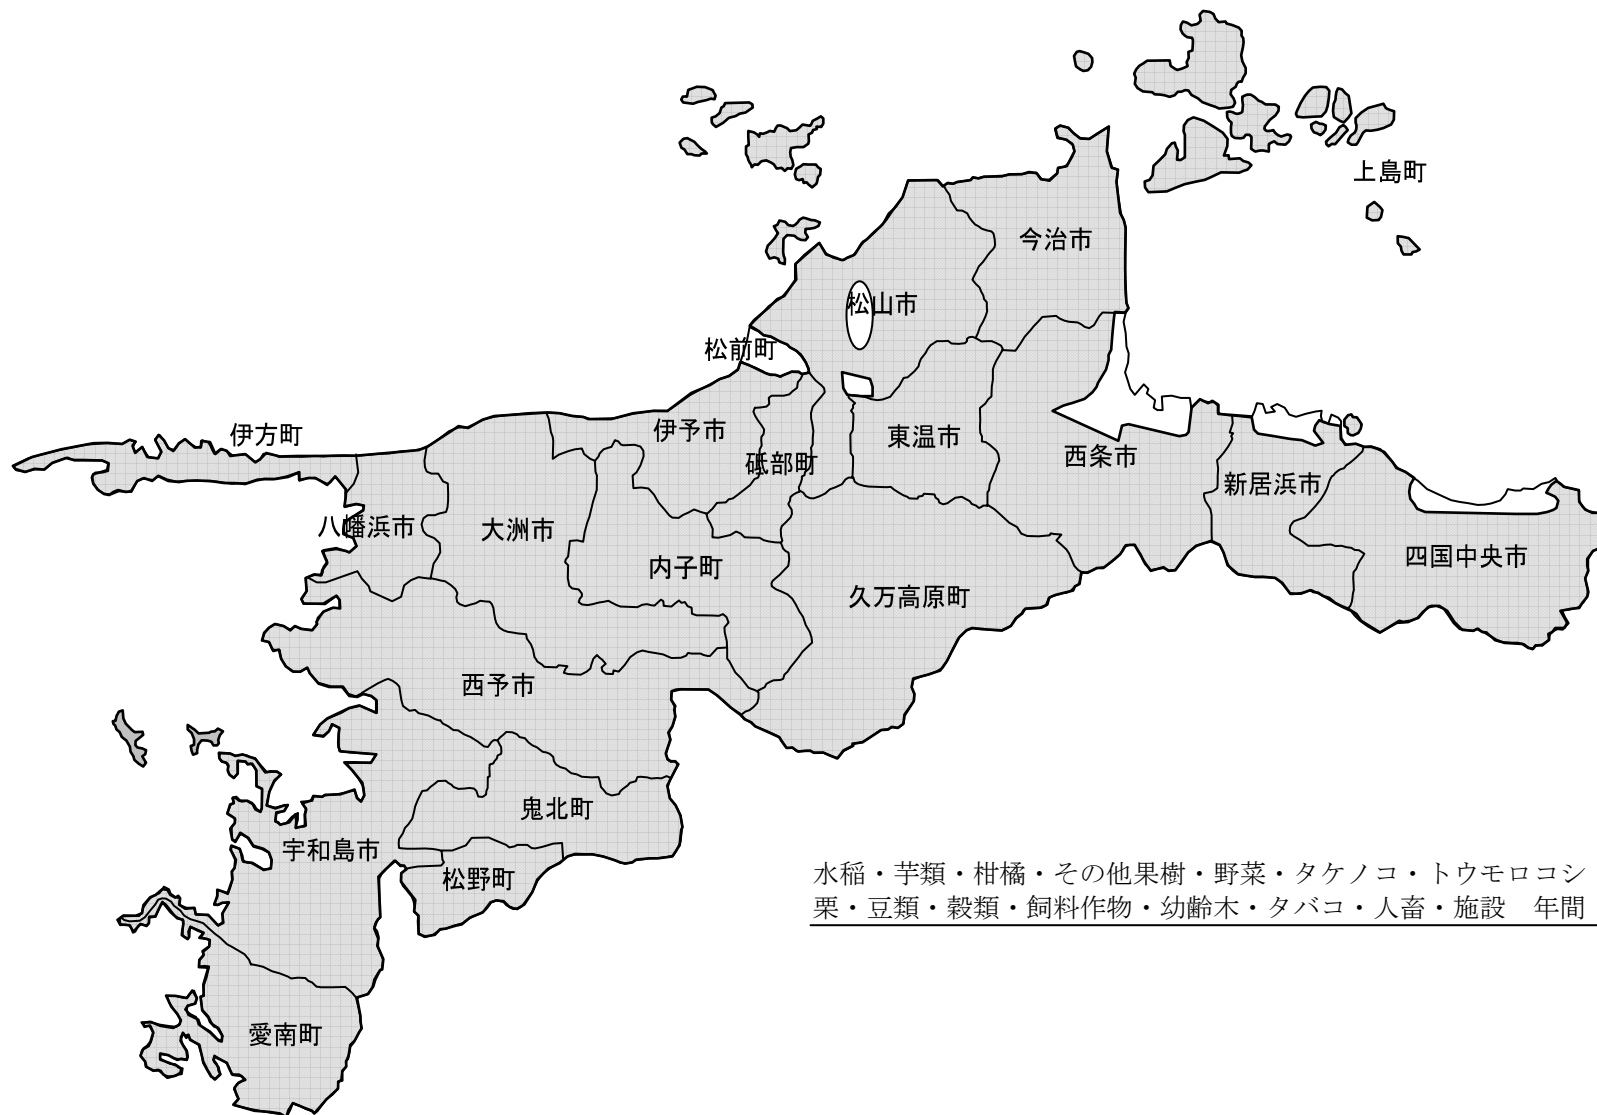 上島町
今治市
松山市
松前町
伊方町
伊予市
東温市
砥部町
西条市
新居浜市
八幡浜市
大洲市
内子町
四国中央市
久万高原町
西予市
鬼北町
宇和島市
松野町
水稲・芋類・柑橘・その他果樹・野菜・タケノコ・トウモロコシ
栗・豆類・穀類・飼料作物・幼齢木・タバコ・人畜・施設　年間
愛南町